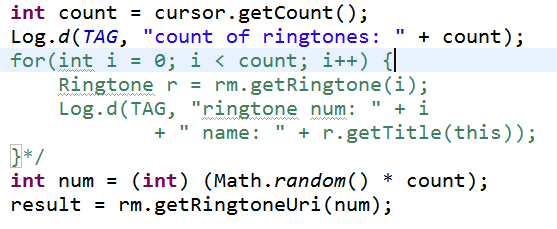 int count = cursor.getCount();
Log.d(TAG, "count of ringtones: " + count);
for(int i = 0; i < count; i++) {
    Ringtone r = rm.getRingtone(i);
    Log.d(TAG, "ringtone num: " + i
            + " name: " + r.getTitle(this));
}*/
int num = (int) (Math.random() * count);
result = rm.getRingtoneUri(num);